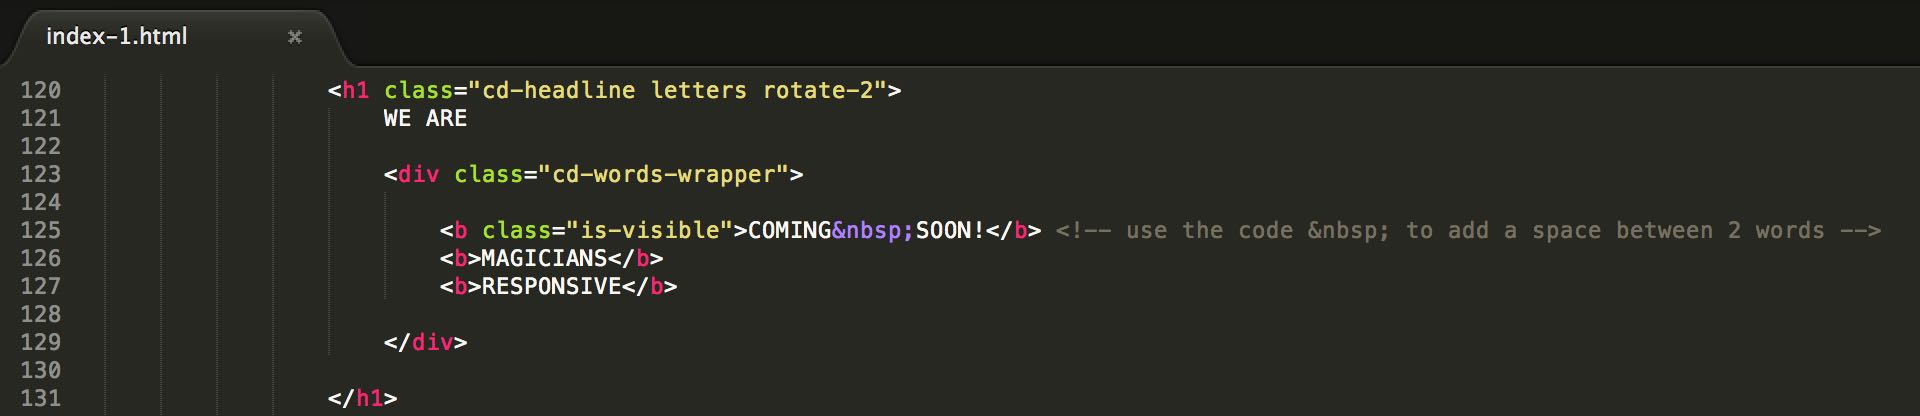 index-1.html ×
120 <h1 class="cd-headline letters rotate-2">
121 WE ARE
122
123 <div class="cd-words-wrapper">
124
125 <b class="is-visible">COMING&nbsp;SOON!</b> <!-- use the code &nbsp; to add a space between 2 words -->
126 <b>MAGICIANS</b>
127 <b>RESPONSIVE</b>
128
129 </div>
130
131 </h1>